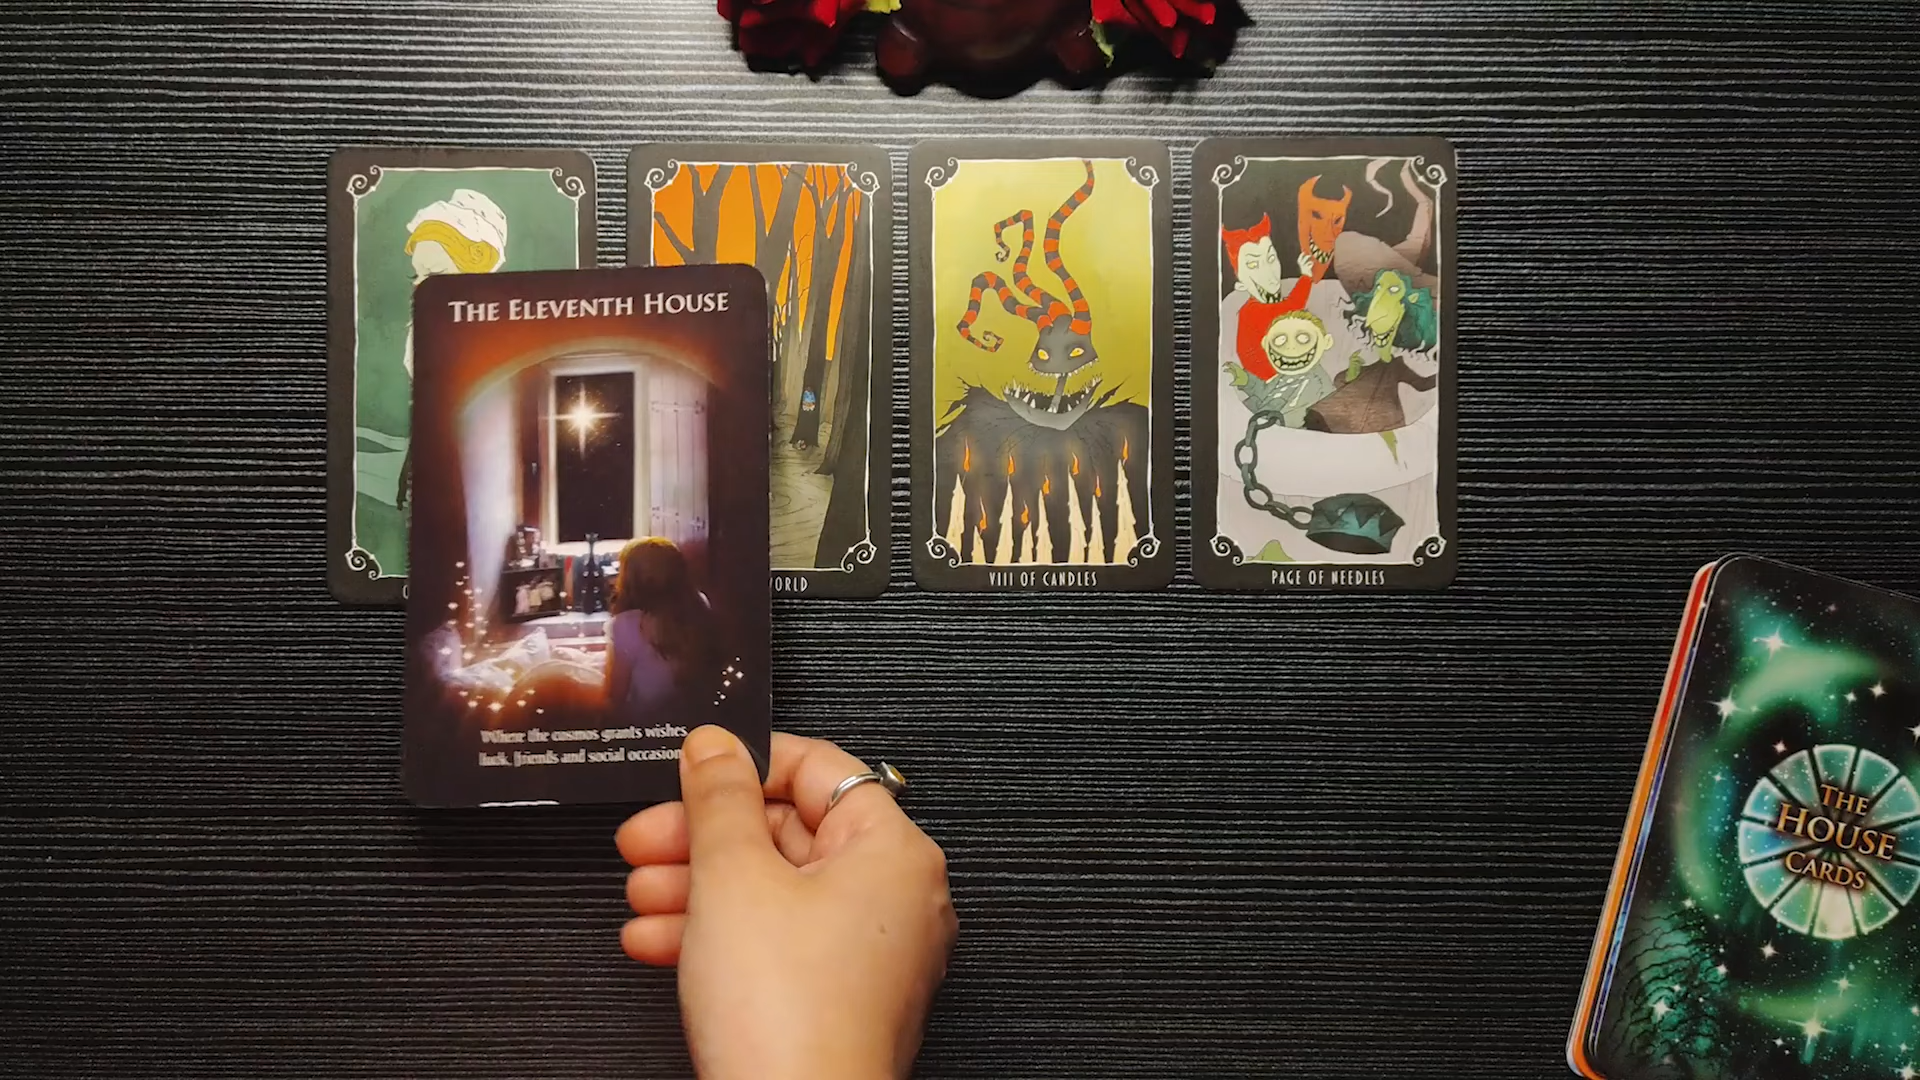 THE ELEVENTH HOUSE
Where the cosmos grants wishes,
luck, friends and social occasion
WORLD
VIII OF CANDLES
PAGE OF NEEDLES
THE
HOUSE
CARDS